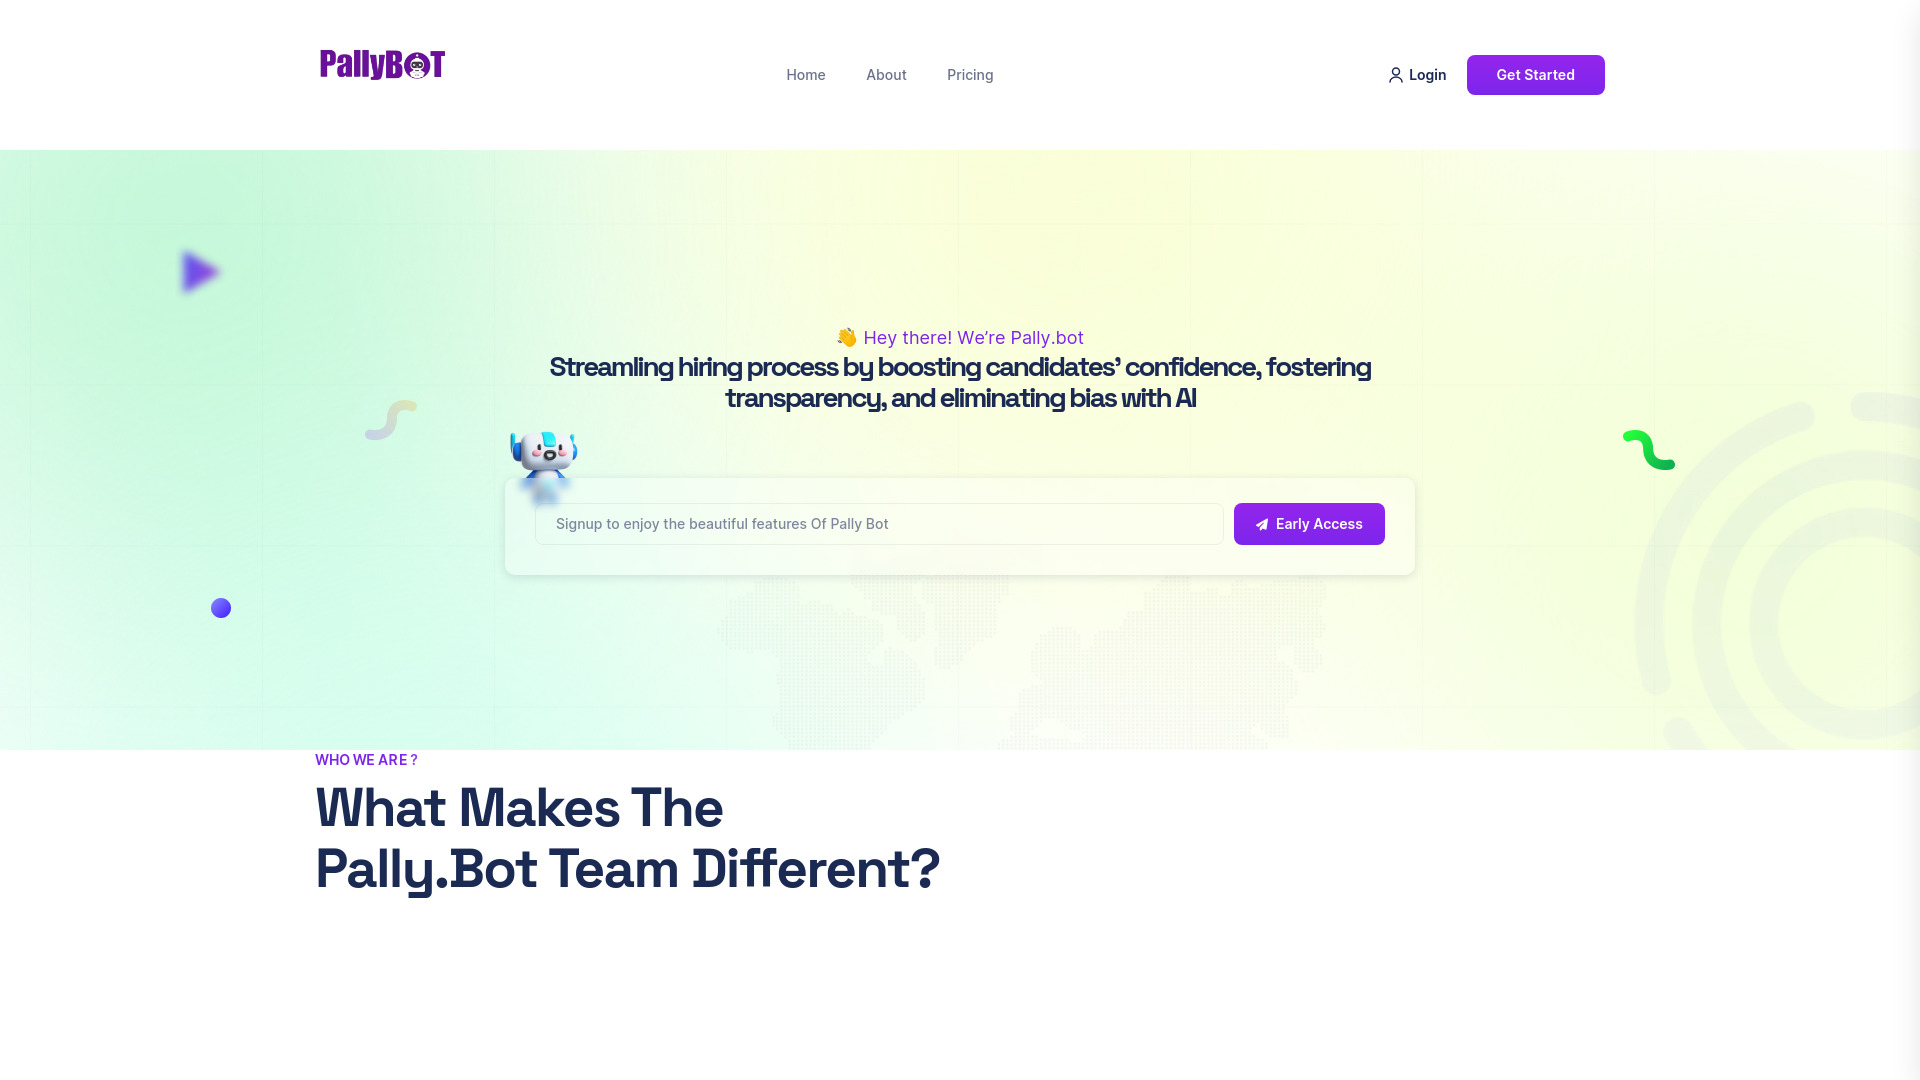 PallyBOT
Home
About
Pricing
Login
Get Started
👋 Hey there! We’re Pally.bot
Streamling hiring process by boosting candidates’ confidence, fostering
transparency, and eliminating bias with AI
Signup to enjoy the beautiful features Of Pally Bot
Early Access
WHO WE ARE ?
What Makes The
Pally.Bot Team Different?